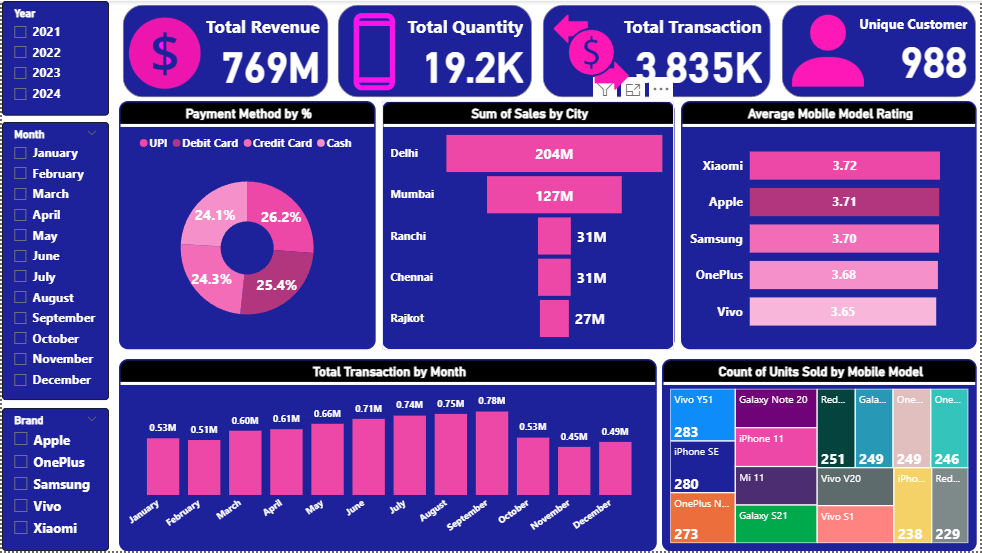 Year
2021
2022
2023
2024
Month
January
February
March
April
May
June
July
August
September
October
November
December
Brand
Apple
OnePlus
Samsung
Vivo
Xiaomi
$
Total Revenue
769M
Total Quantity
19.2K
$
Total Transaction
3,835K
Unique Customer
988
Payment Method by %
UPI Debit Card Credit Card Cash
24.1% 26.2%
24.3% 25.4%
Sum of Sales by City
Delhi 204M
Mumbai 127M
Ranchi 31M
Chennai 31M
Rajkot 27M
Average Mobile Model Rating
Xiaomi 3.72
Apple 3.71
Samsung 3.70
OnePlus 3.68
Vivo 3.65
Total Transaction by Month
0.53M 0.51M 0.60M 0.61M 0.66M 0.71M 0.74M 0.75M 0.78M 0.53M 0.45M 0.49M
January February March April May June July August September October November December
Count of Units Sold by Mobile Model
Vivo Y51
283
iPhone SE
280
OnePlus N...
273
Galaxy Note 20
iPhone 11
Mi 11
Galaxy S21
Red...
251
Gala...
249
One...
249
One...
246
Vivo V20
Vivo S1
iPho...
238
Red...
229